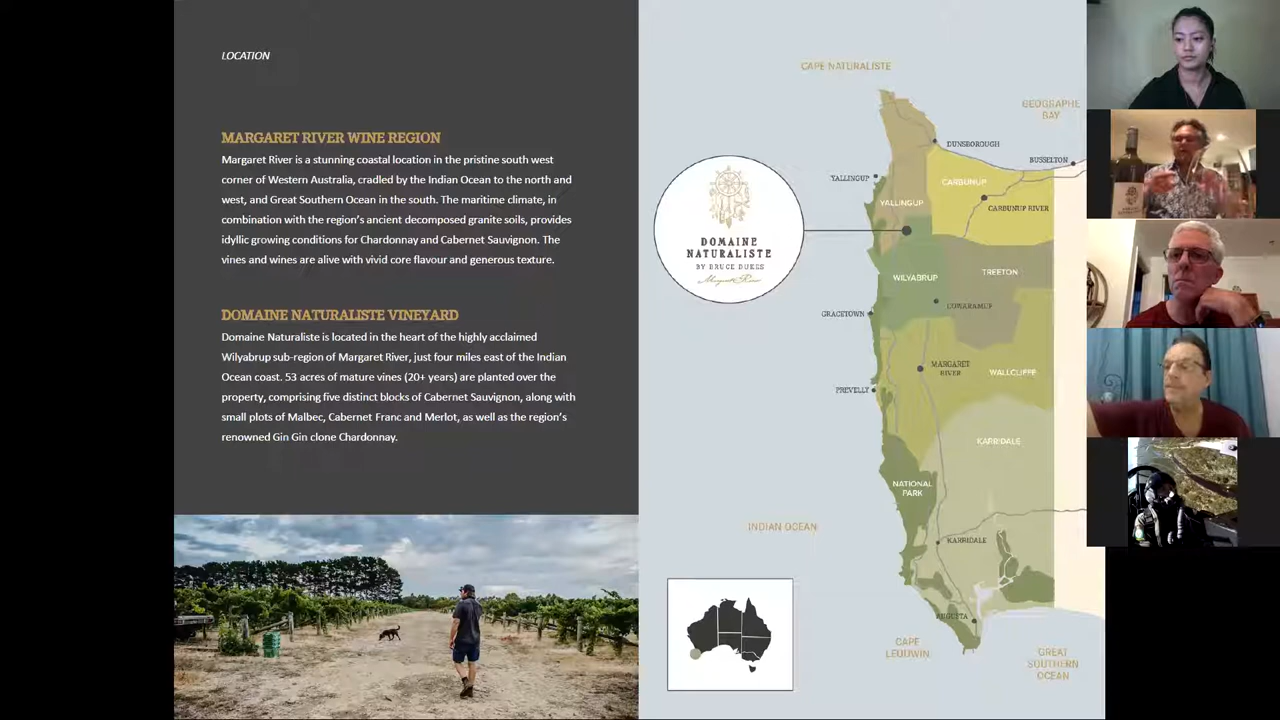 LOCATION
MARGARET RIVER WINE REGION
Margaret River is a stunning coastal location in the pristine south west
corner of Western Australia, cradled by the Indian Ocean to the north and
west, and Great Southern Ocean in the south. The maritime climate, in
combination with the region's ancient decomposed granite soils, provides
idyllic growing conditions for Chardonnay and Cabernet Sauvignon. The
vines and wines are alive with vivid core flavour and generous texture.
DOMAINE NATURALISTE VINEYARD
Domaine Naturaliste is located in the heart of the highly acclaimed
Wilyabrup sub-region of Margaret River, just four miles east of the Indian
Ocean coast. 53 acres of mature vines (20+ years) are planted over the
property, comprising five distinct blocks of Cabernet Sauvignon, along with
small plots of Malbec, Cabernet Franc and Merlot, as well as the region's
renowned Gin Gin clone Chardonnay.
CAPE NATURALISTE
GEOGRAPHE
BAY
DUNSBOROUGH
BUSSELTON
YALLINGUP
CARBUNUP
YALLINGUP
CARBUNUP RIVER
DOMAINE
NATURALISTE
BY BRUCE DUKES
Margaret River
WILYABRUP
TREETON
COWARAMUP
GRACETOWN
MARGARET
RIVER
WALLCLIFFE
PREVELLY
KARRIDALE
NATIONAL
PARK
INDIAN OCEAN
KARRIDALE
AUGUSTA
CAPE
LEEUWIN
GREAT
SOUTHERN
OCEAN